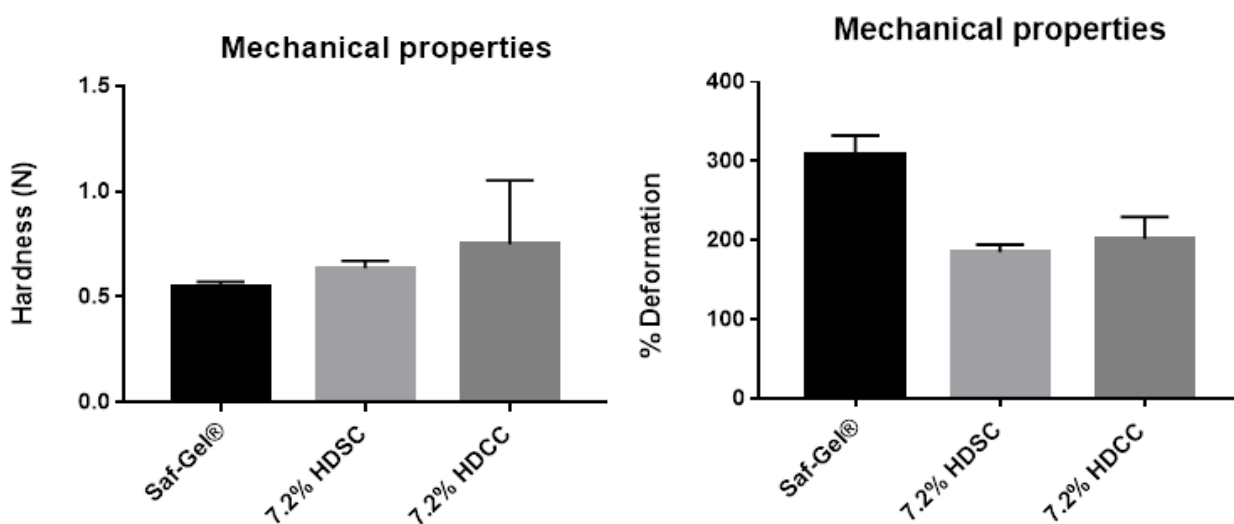 Mechanical properties
Hardness (N)
1.5
1.0
0.5
0.0
Saf-Gel®
7.2% HDSC
7.2% HDCC
Mechanical properties
% Deformation
400
300
200
100
0
Saf-Gel®
7.2% HDSC
7.2% HDCC